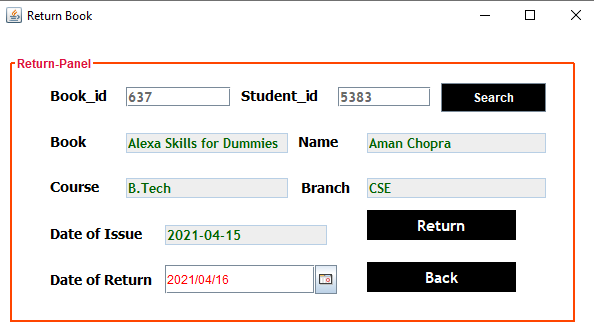 Return Book
Return-Panel
Book_id 637 Student_id 5383 Search
Book Alexa Skills for Dummies Name Aman Chopra
Course B.Tech Branch CSE
Date of Issue 2021-04-15 Return
Date of Return 2021/04/16 Back